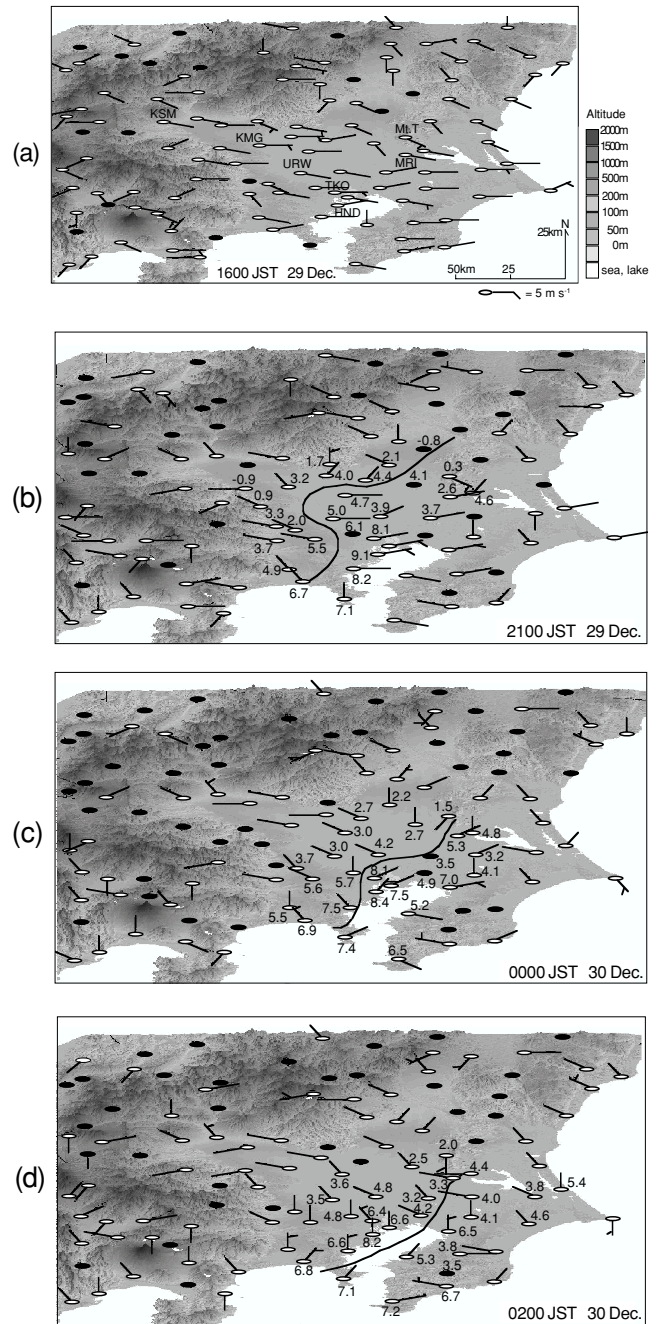 (a)
KSM
KMG
MLT
URW
MRI
TKO
HND
1600 JST 29 Dec.
50km 25
25km
N
Altitude
2000m
1500m
1000m
500m
200m
100m
50m
0m
sea, lake
= 5 m s⁻¹
(b)
-0.8
1.7
2.1
4.0
4.4
4.1
0.3
-0.9
3.2
2.6
0.9
4.7
4.6
3.3
5.0
3.9
3.7
2.0
6.1
8.1
3.7
5.5
9.1
4.9
8.2
6.7
7.1
2100 JST 29 Dec.
(c)
2.2
1.5
2.7
2.7
3.0
4.8
5.3
3.0
4.2
3.2
3.7
3.5
5.7
8.1
4.1
5.6
4.9
7.0
8.4
7.5
7.5
5.5
5.2
6.9
7.4
6.5
0000 JST 30 Dec.
(d)
2.0
2.5
4.4
3.3
3.6
4.8
3.8
5.4
3.5
3.2
4.0
4.8
6.4
4.2
4.1
4.6
6.6
6.5
6.6
8.2
3.8
5.3
6.8
3.5
7.1
6.7
7.2
0200 JST 30 Dec.